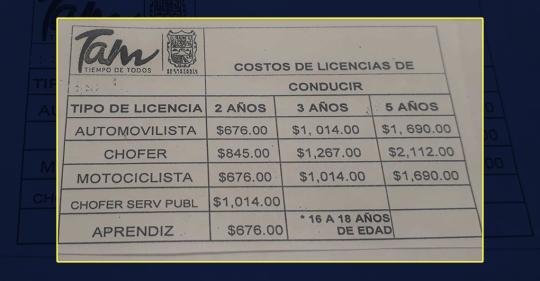 Tam
TIEMPO DE TODOS
COSTOS DE LICENCIAS DE
CONDUCIR
TIPO DE LICENCIA 2 AÑOS 3 AÑOS 5 AÑOS
AUTOMOVILISTA $676.00 $1, 014.00 $1, 690.00
CHOFER $845.00 $1,267.00 $2,112.00
MOTOCICLISTA $676.00 $1,014.00 $1,690.00
CHOFER SERV PUBL $1,014.00
APRENDIZ $676.00 * 16 A 18 AÑOS
DE EDAD